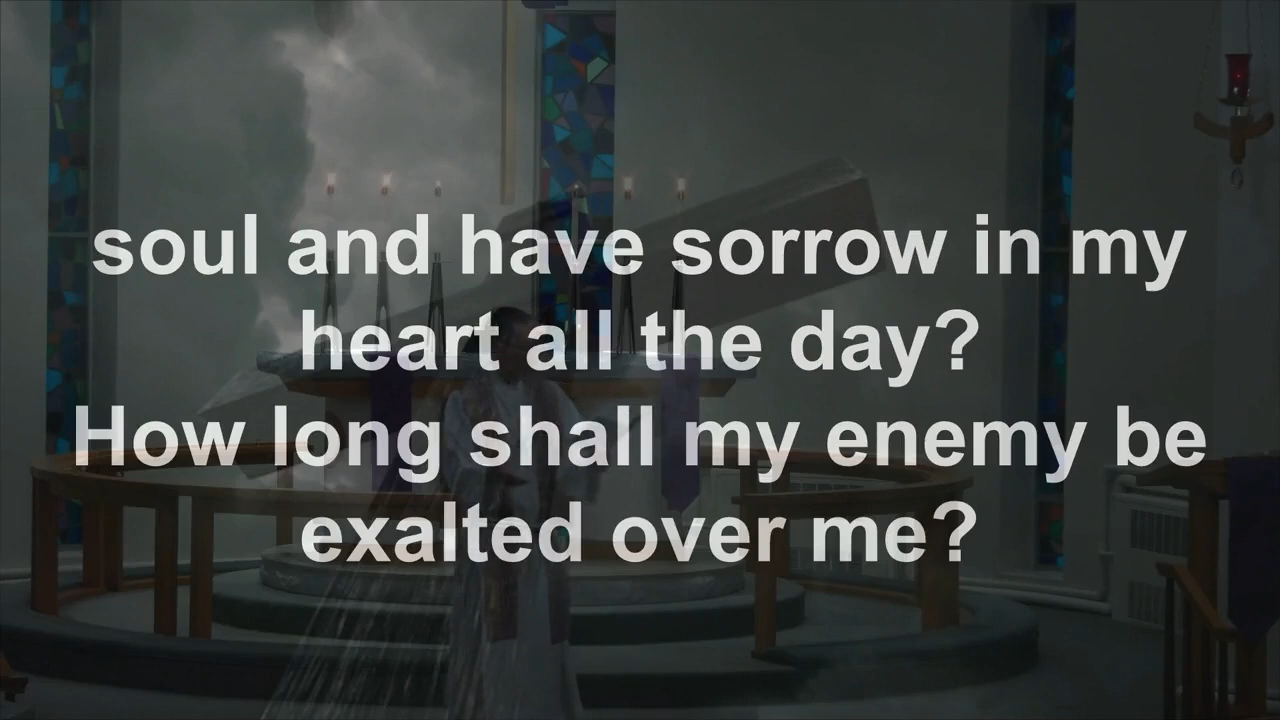 soul and have sorrow in my
heart all the day?
How long shall my enemy be
exalted over me?